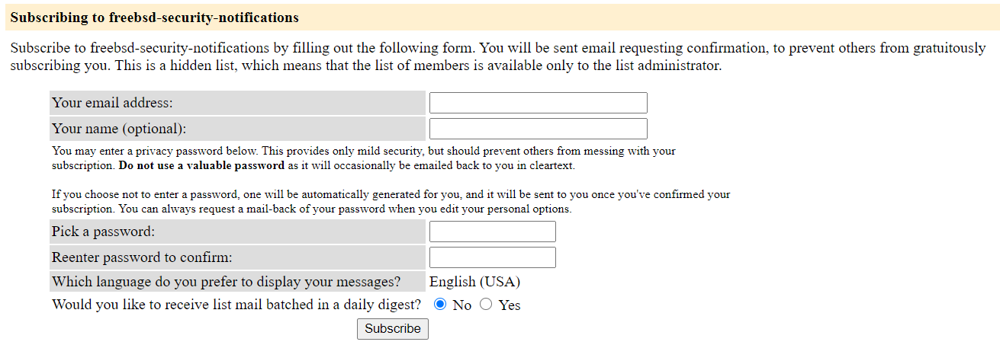 Subscribing to freebsd-security-notifications
Subscribe to freebsd-security-notifications by filling out the following form. You will be sent email requesting confirmation, to prevent others from gratuitously
subscribing you. This is a hidden list, which means that the list of members is available only to the list administrator.
Your email address:
Your name (optional):
You may enter a privacy password below. This provides only mild security, but should prevent others from messing with your
subscription. Do not use a valuable password as it will occasionally be emailed back to you in cleartext.
If you choose not to enter a password, one will be automatically generated for you, and it will be sent to you once you've confirmed your
subscription. You can always request a mail-back of your password when you edit your personal options.
Pick a password:
Reenter password to confirm:
Which language do you prefer to display your messages? English (USA)
Would you like to receive list mail batched in a daily digest? No Yes
Subscribe